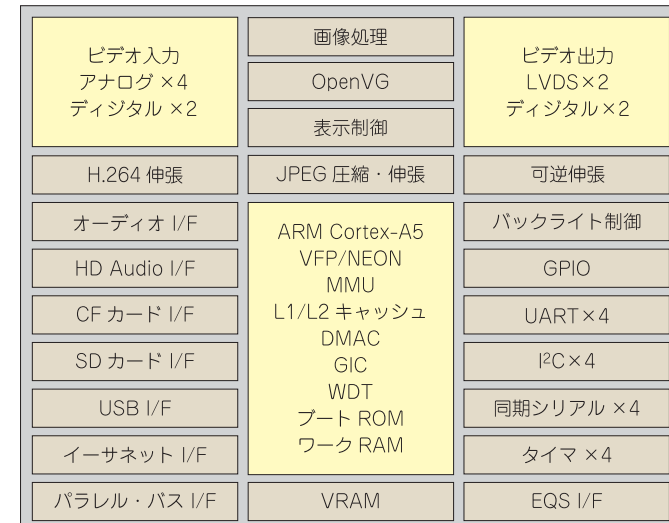 ビデオ入力
アナログ ×4
ディジタル ×2
H.264 伸張
オーディオ I/F
HD Audio I/F
CF カード I/F
SD カード I/F
USB I/F
イーサネット I/F
パラレル・バス I/F
画像処理
OpenVG
表示制御
JPEG 圧縮・伸張
ARM Cortex-A5
VFP/NEON
MMU
L1/L2 キャッシュ
DMAC
GIC
WDT
ブート ROM
ワーク RAM
VRAM
ビデオ出力
LVDS×2
ディジタル×2
可逆伸張
バックライト制御
GPIO
UART×4
I²C×4
同期シリアル ×4
タイマ ×4
EQS I/F